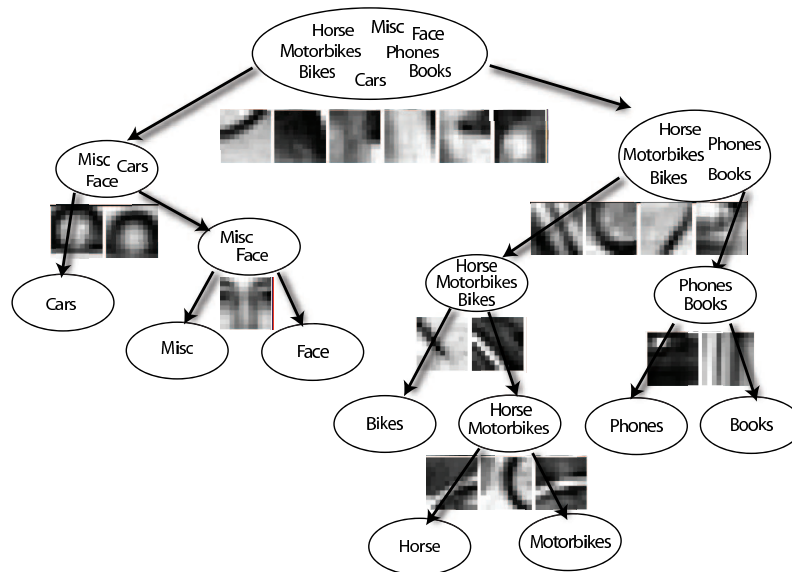 Horse Misc Face
Motorbikes Phones
Bikes Cars Books
Misc Cars
Face
Horse Phones
Motorbikes
Bikes Books
Misc
Face
Horse
Motorbikes
Bikes
Phones
Books
Cars
Misc
Face
Bikes
Horse
Motorbikes
Phones
Books
Horse
Motorbikes